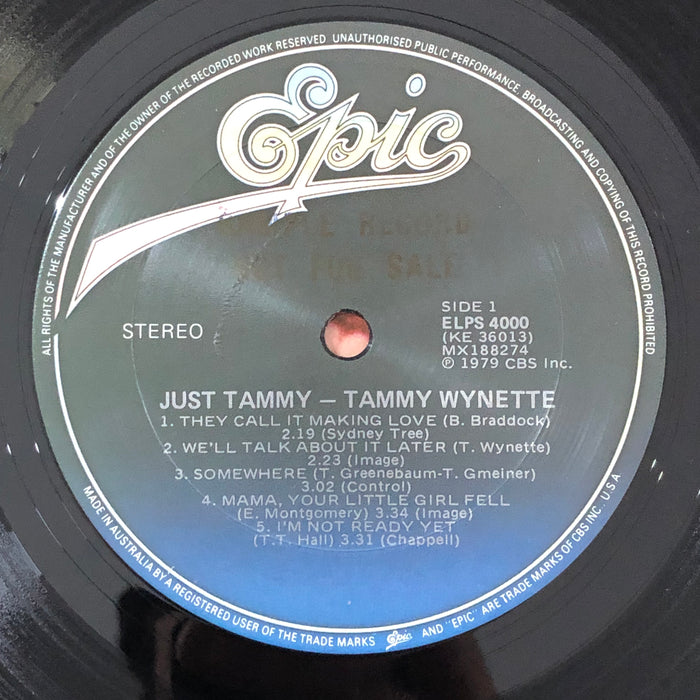 ALL RIGHTS OF THE MANUFACTURER AND OF THE OWNER OF THE RECORDED WORK RESERVED. UNAUTHORISED PUBLIC PERFORMANCE, BROADCASTING AND COPYING OF THIS RECORD PROHIBITED
Epic
RECORD
FOR SALE
STEREO
SIDE 1
ELPS 4000
(KE 36013)
MX188274
℗ 1979 CBS Inc.
JUST TAMMY — TAMMY WYNETTE
1. THEY CALL IT MAKING LOVE (B. Braddock)
2.19 (Sydney Tree)
2. WE'LL TALK ABOUT IT LATER (T. Wynette)
2.23 (Image)
3. SOMEWHERE (T. Greenebaum-T. Gmeiner)
3.02 (Control)
4. MAMA, YOUR LITTLE GIRL FELL
(E. Montgomery) 3.34 (Image)
5. I'M NOT READY YET
(T.T. Hall) 3.31 (Chappell)
MADE IN AUSTRALIA BY A REGISTERED USER OF THE TRADE MARKS Epic AND "EPIC" ARE TRADE MARKS OF CBS INC. U.S.A